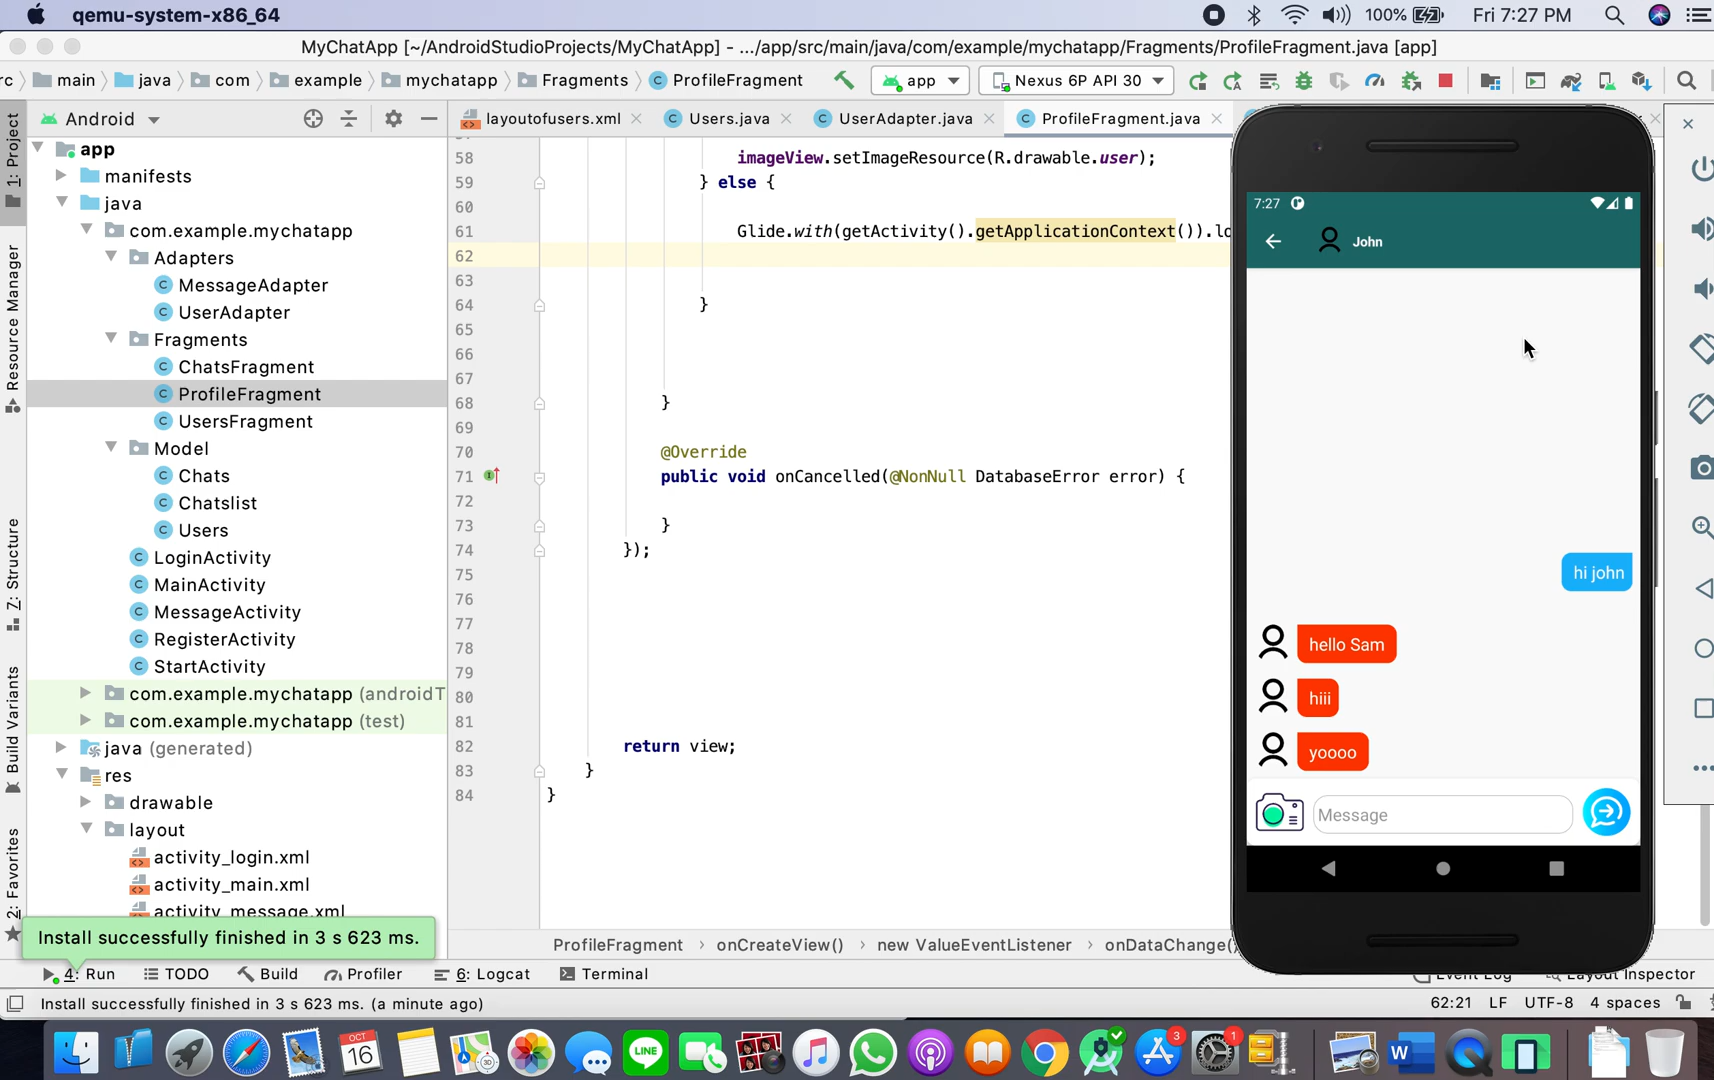 qemu-system-x86_64
100%
Fri 7:27 PM
MyChatApp [~/AndroidStudioProjects/MyChatApp] - .../app/src/main/java/com/example/mychatapp/Fragments/ProfileFragment.java [app]
rc
main
java
com
example
mychatapp
Fragments
ProfileFragment
app
Nexus 6P API 30
Android
layoutofusers.xml
Users.java
UserAdapter.java
ProfileFragment.java
1: Project
Resource Manager
7: Structure
Build Variants
2: Favorites
app
manifests
java
com.example.mychatapp
Adapters
MessageAdapter
UserAdapter
Fragments
ChatsFragment
ProfileFragment
UsersFragment
Model
Chats
Chatslist
Users
LoginActivity
MainActivity
MessageActivity
RegisterActivity
StartActivity
com.example.mychatapp (androidT
com.example.mychatapp (test)
java (generated)
res
drawable
layout
activity_login.xml
activity_main.xml
activity_message.xml
58 imageView.setImageResource(R.drawable.user);
59 } else {
60
61 Glide.with(getActivity().getApplicationContext()).lo
62
63
64 }
65
66
67
68 }
69
70 @Override
71 public void onCancelled(@NonNull DatabaseError error) {
72
73 }
74 });
75
76
77
78
79
80
81
82 return view;
83 }
84 }
7:27
John
hi john
hello Sam
hiii
yoooo
Message
Install successfully finished in 3 s 623 ms.
ProfileFragment
onCreateView()
new ValueEventListener
onDataChange()
4: Run
TODO
Build
Profiler
6: Logcat
Terminal
Event Log
Layout Inspector
Install successfully finished in 3 s 623 ms. (a minute ago)
62:21
LF
UTF-8
4 spaces
OCT
16
LINE
30
3
1
W